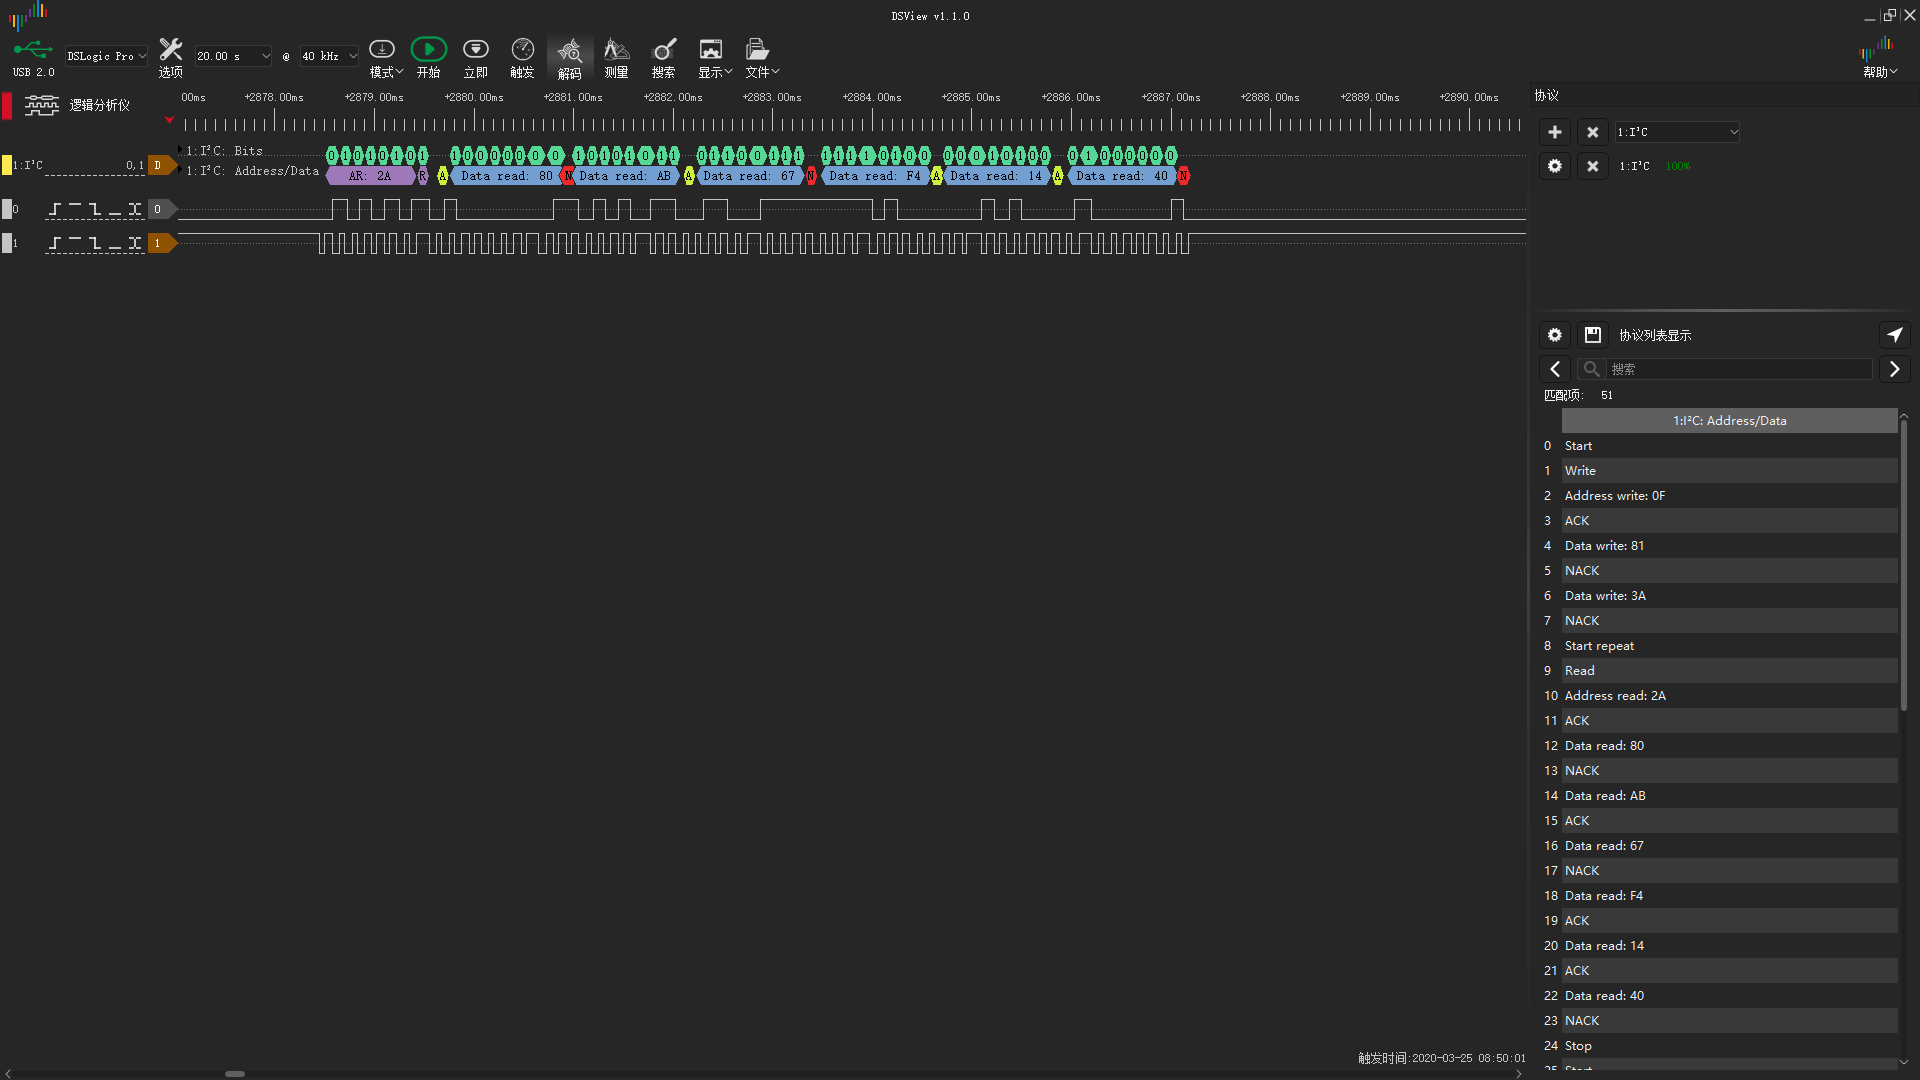 DSView v1.1.0
USB 2.0
DSLogic Pro
选项
20.00 s
@
40 kHz
模式
开始
立即
触发
解码
测量
搜索
显示
文件
帮助
逻辑分析仪
00ms +2878.00ms +2879.00ms +2880.00ms +2881.00ms +2882.00ms +2883.00ms +2884.00ms +2885.00ms +2886.00ms +2887.00ms +2888.00ms +2889.00ms +2890.00ms
1:I²C 0,1 D
1:I²C: Bits
0 1 0 1 0 1 0 1 1 0 0 0 0 0 0 0 1 0 1 0 1 0 1 1 0 1 1 0 0 1 1 1 1 1 1 1 0 1 0 0 0 0 0 1 0 1 0 0 0 1 0 0 0 0 0 0
1:I²C: Address/Data
AR: 2A R A Data read: 80 N Data read: AB A Data read: 67 N Data read: F4 A Data read: 14 A Data read: 40 N
0 0
1 1
协议
1:I²C
1:I²C 100%
协议列表显示
搜索
匹配项: 51
1:I²C: Address/Data
0 Start
1 Write
2 Address write: 0F
3 ACK
4 Data write: 81
5 NACK
6 Data write: 3A
7 NACK
8 Start repeat
9 Read
10 Address read: 2A
11 ACK
12 Data read: 80
13 NACK
14 Data read: AB
15 ACK
16 Data read: 67
17 NACK
18 Data read: F4
19 ACK
20 Data read: 14
21 ACK
22 Data read: 40
23 NACK
24 Stop
25 Start
触发时间:2020-03-25 08:50:01